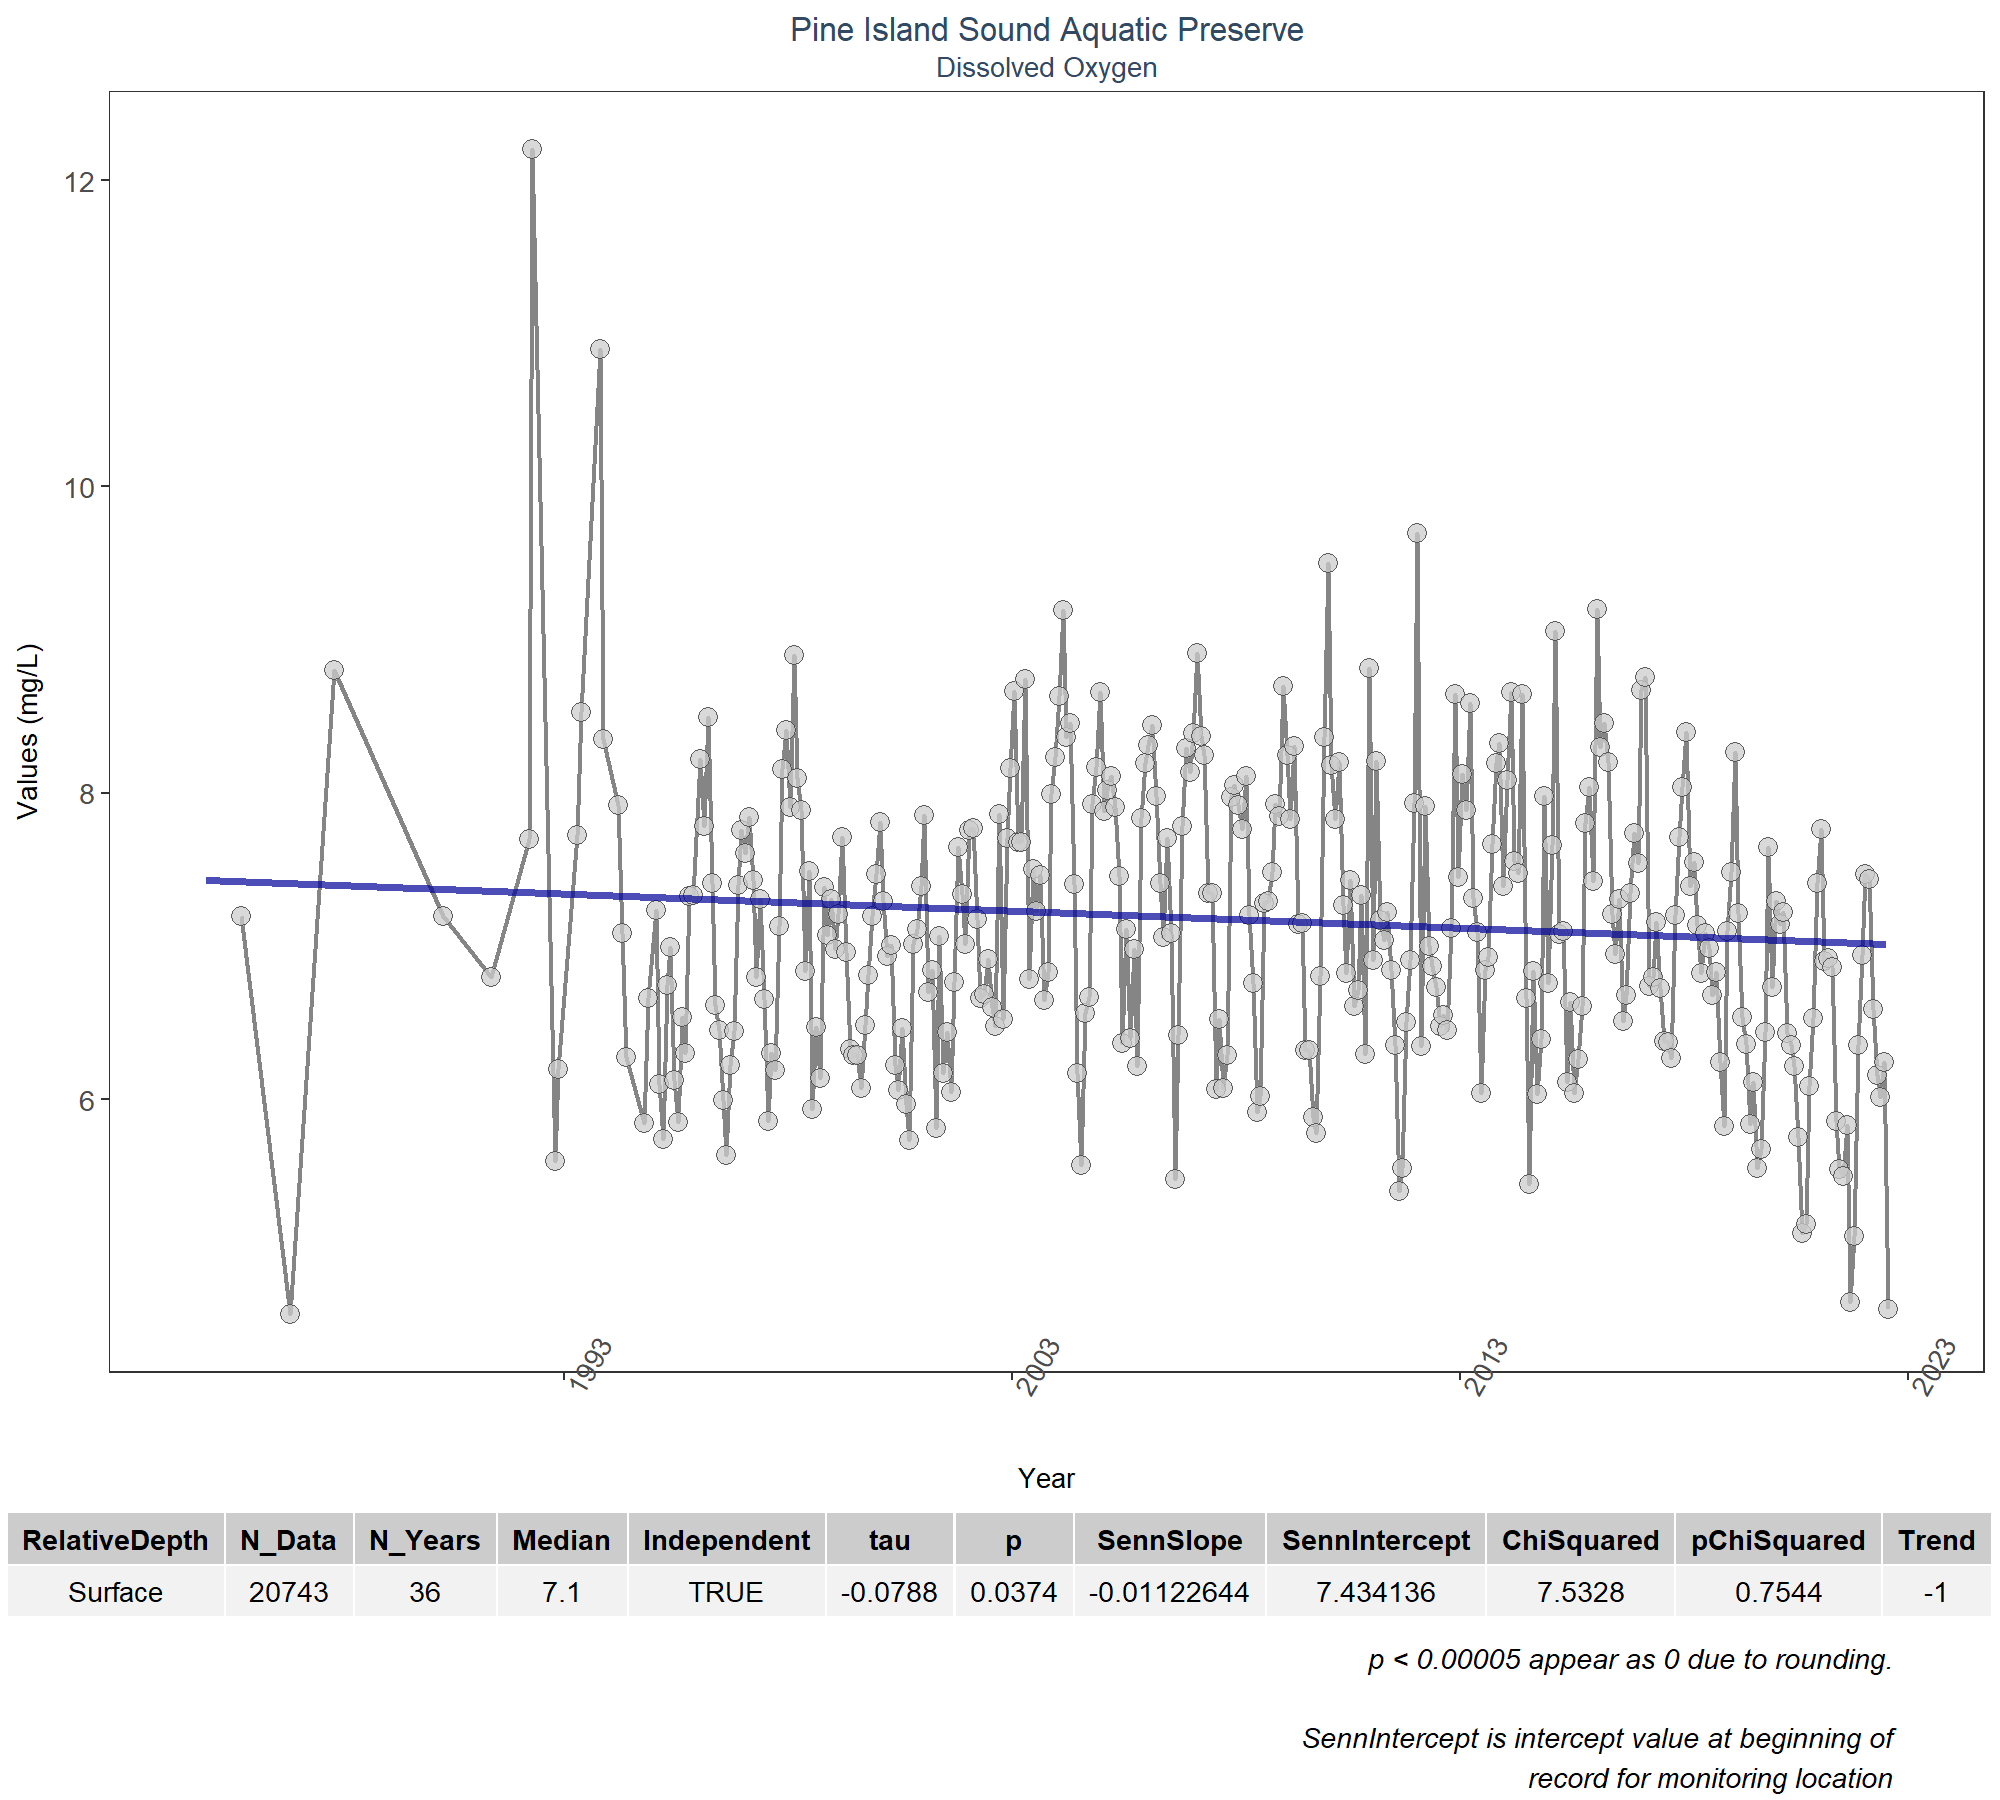 Pine Island Sound Aquatic Preserve
Dissolved Oxygen
Values (mg/L)
12
10
8
6
1993
2003
2013
2023
Year
RelativeDepth N_Data N_Years Median Independent tau p SennSlope SennIntercept ChiSquared pChiSquared Trend
Surface 20743 36 7.1 TRUE -0.0788 0.0374 -0.01122644 7.434136 7.5328 0.7544 -1
p < 0.00005 appear as 0 due to rounding.
SennIntercept is intercept value at beginning of
record for monitoring location